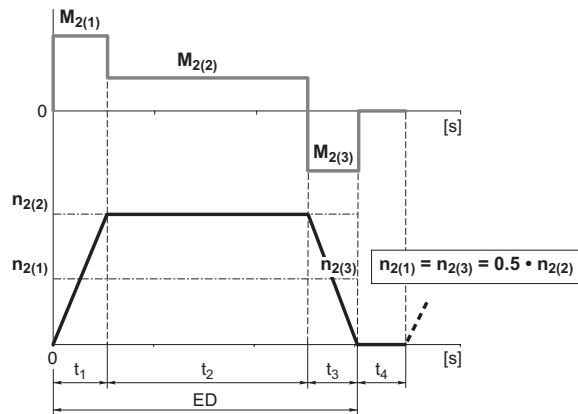 M2(1)
M2(2)
0
[s]
M2(3)
n2(2)
n2(1)
n2(3)
n2(1) = n2(3) = 0.5 • n2(2)
0
[s]
t1
t2
t3
t4
ED